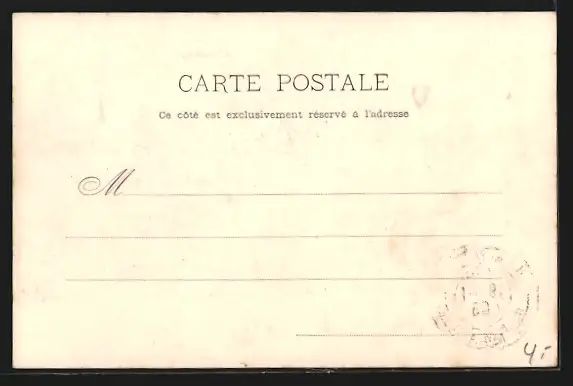 CARTE POSTALE
Ce côté est exclusivement réservé à l'adresse
M
4.-